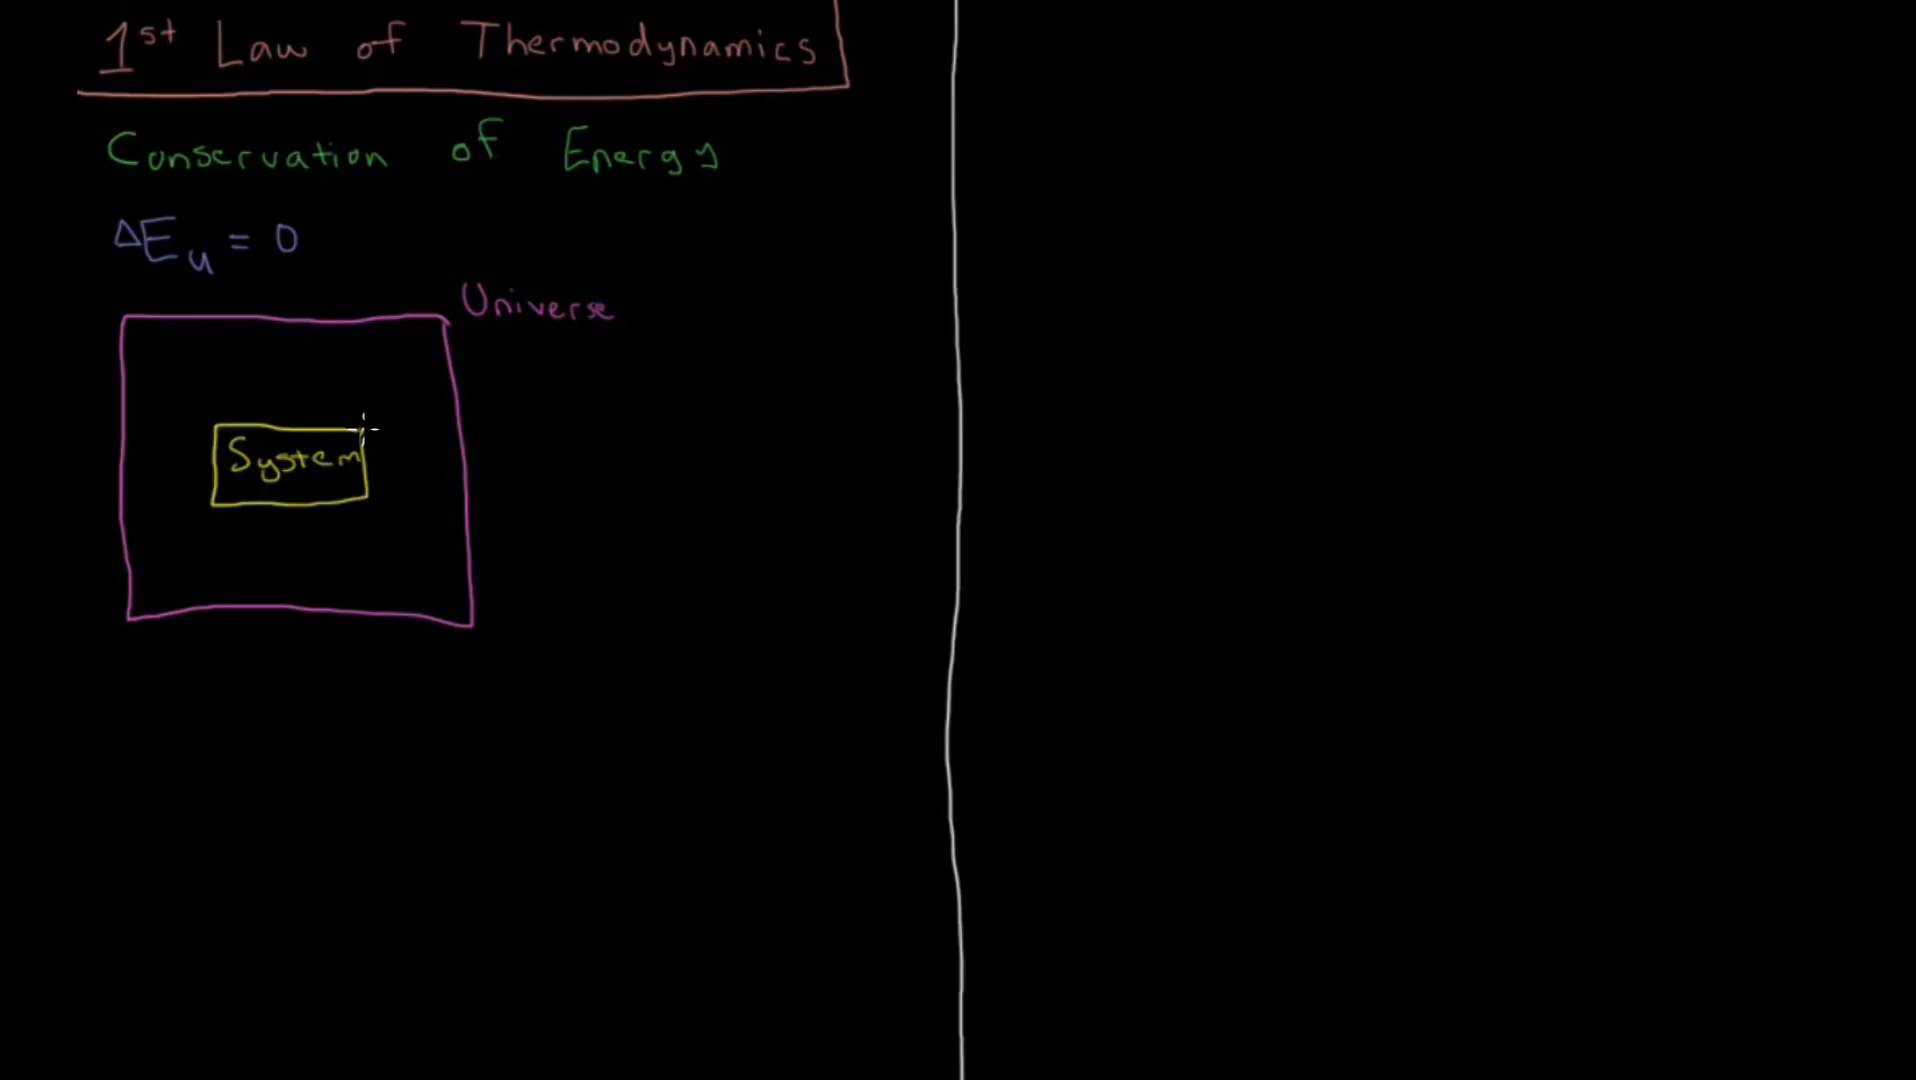 1st Law of Thermodynamics
Conservation of Energy
ΔEu = 0
Universe
System